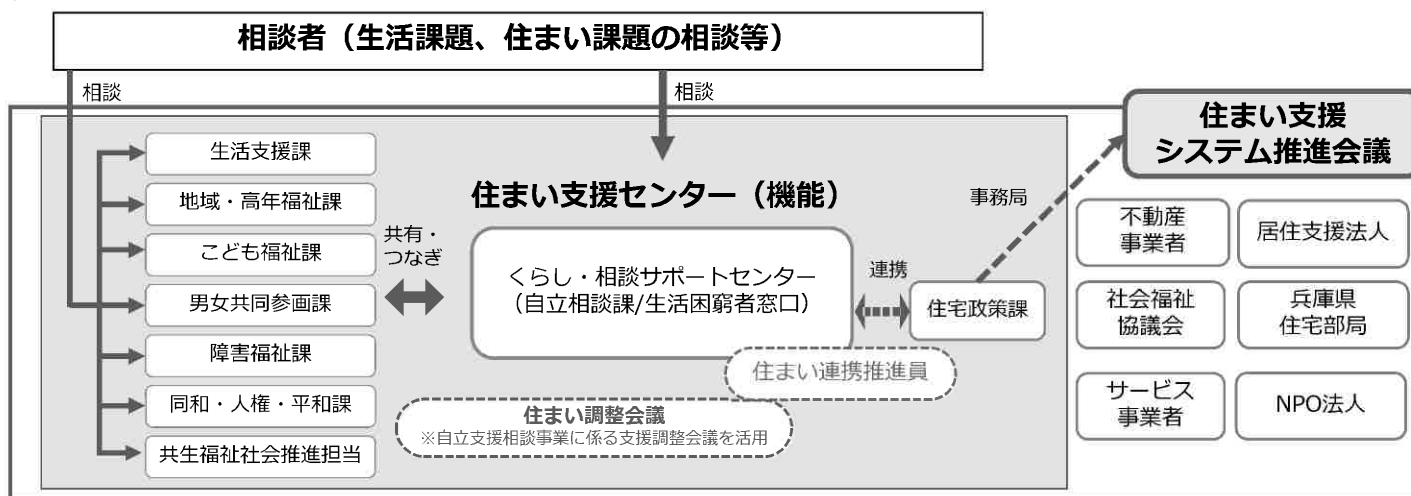 相談者（生活課題、住まい課題の相談等）
相談
相談
住まい支援
システム推進会議
生活支援課
地域・高年福祉課
こども福祉課
男女共同参画課
障害福祉課
同和・人権・平和課
共生福祉社会推進担当
共有・
つなぎ
住まい支援センター（機能）
くらし・相談サポートセンター
（自立相談課/生活困窮者窓口）
住まい連携推進員
住まい調整会議
※自立支援相談事業に係る支援調整会議を活用
連携
住宅政策課
事務局
不動産
事業者
居住支援法人
社会福祉
協議会
兵庫県
住宅部局
サービス
事業者
NPO法人